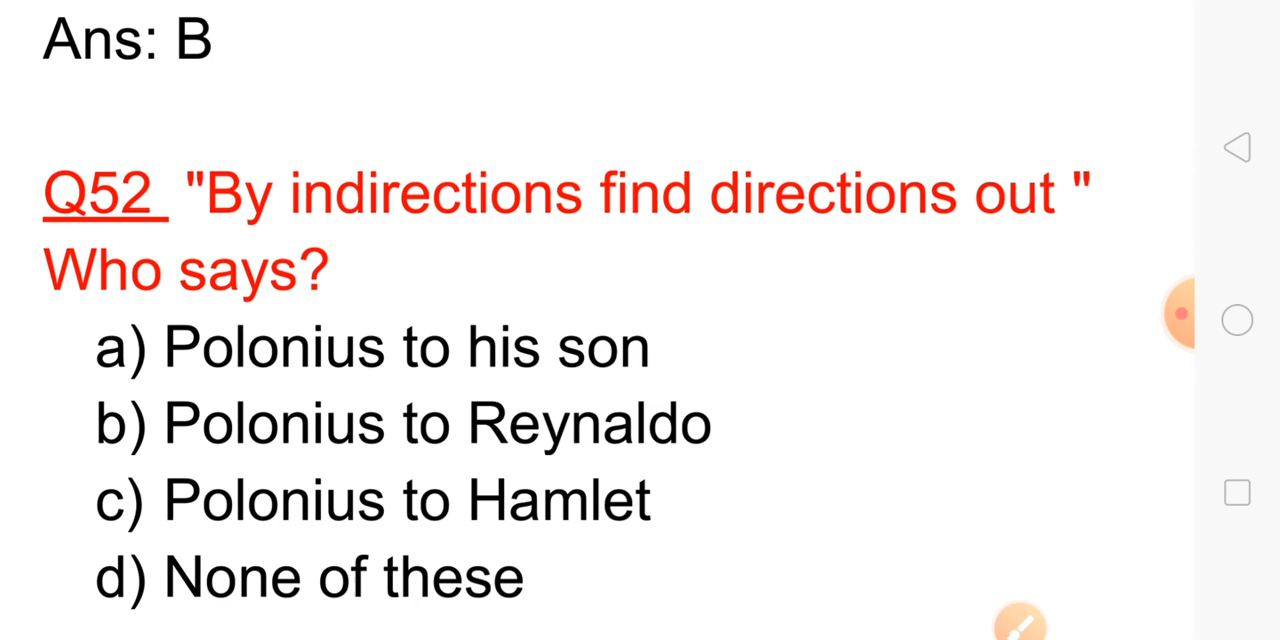 Ans: B
Q52 "By indirections find directions out "
Who says?
a) Polonius to his son
b) Polonius to Reynaldo
c) Polonius to Hamlet
d) None of these